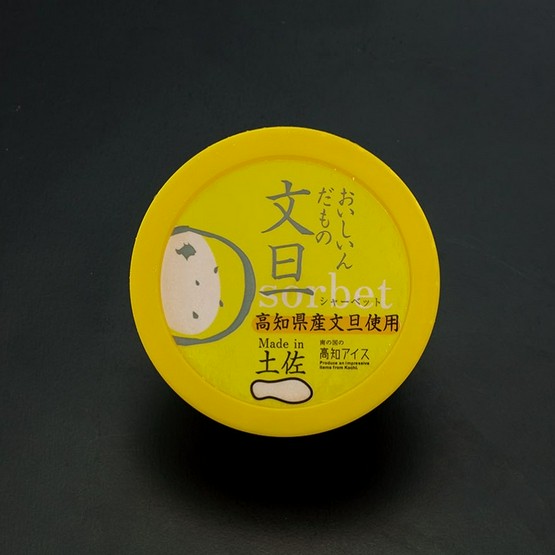 おいしいん
だもの
文旦
sorbet
シャーベット
高知県産文旦使用
Made in
土佐
南の国の
高知アイス
Produce an impressive
items from Kochi.